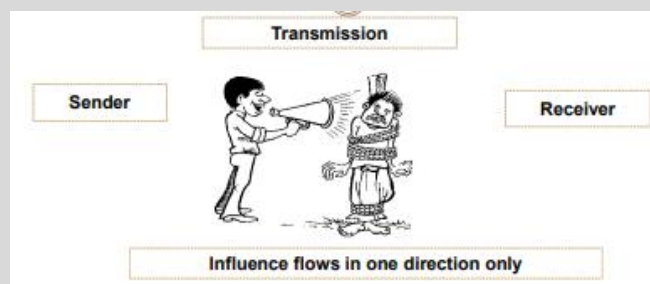 Transmission
Sender
Receiver
Influence flows in one direction only